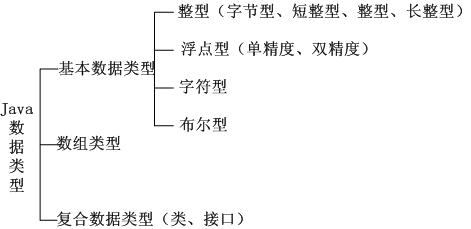 整型（字节型、短整型、整型、长整型）
浮点型（单精度、双精度）
基本数据类型
字符型
Java
数
据
类
型
布尔型
数组类型
复合数据类型（类、接口）